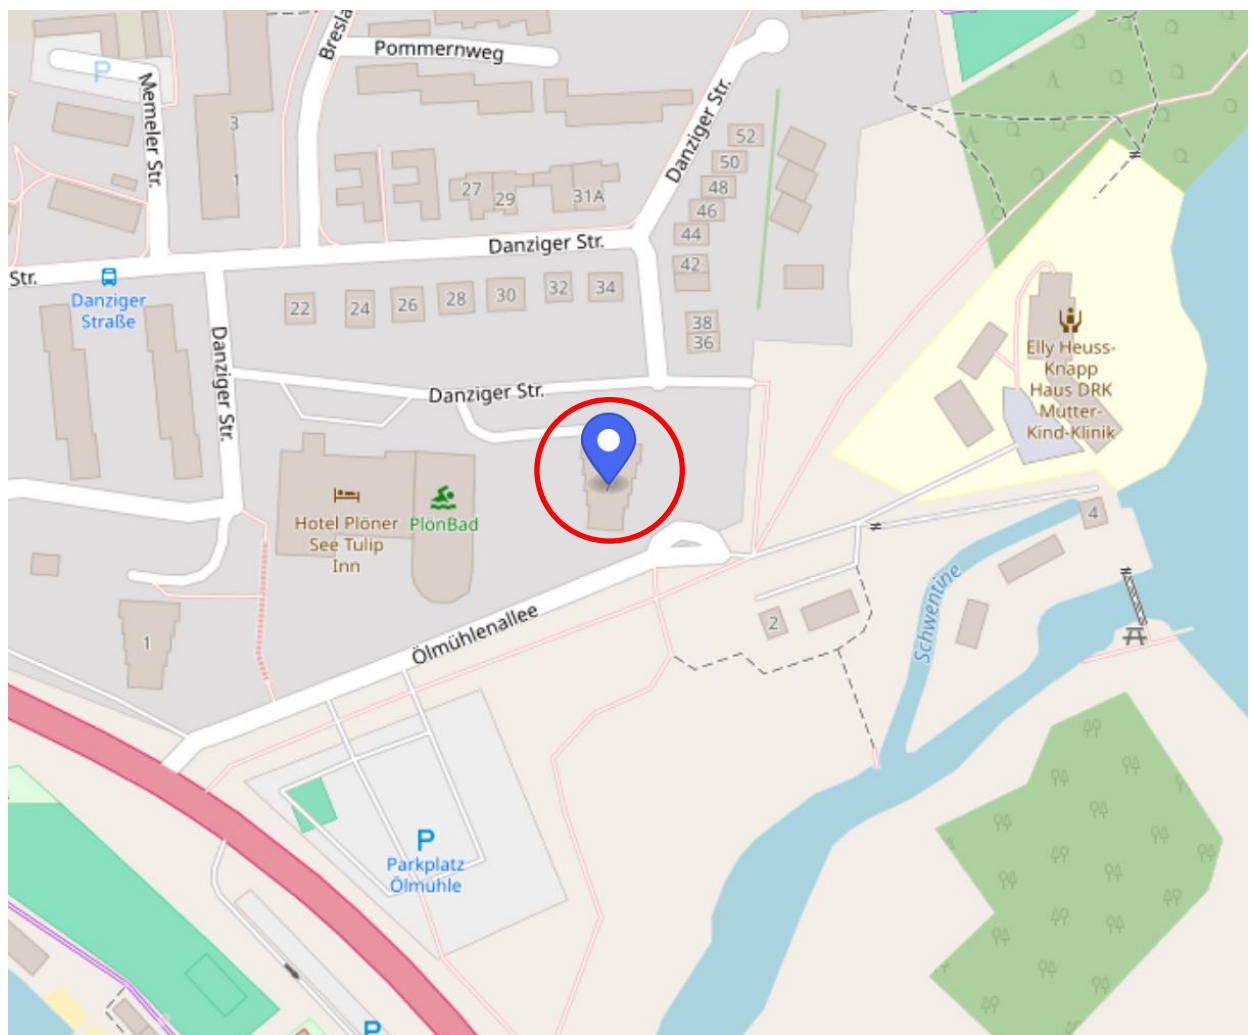 Pommernweg
Bresla
P
Memeler Str.
3
1
Danziger Str.
52
50
48
46
44
42
38
36
27
29
31A
Danziger Str.
Str.
Danziger
Straße
22
24
26
28
30
32
34
Danziger Str.
Danziger Str.
Elly Heuss-
Knapp
Haus DRK
Mutter-
Kind-Klinik
Hotel Plöner
See Tulip
Inn
PlönBad
4
Schwentine
2
1
Ölmühlenallee
P
Parkplatz
Ölmühle
P